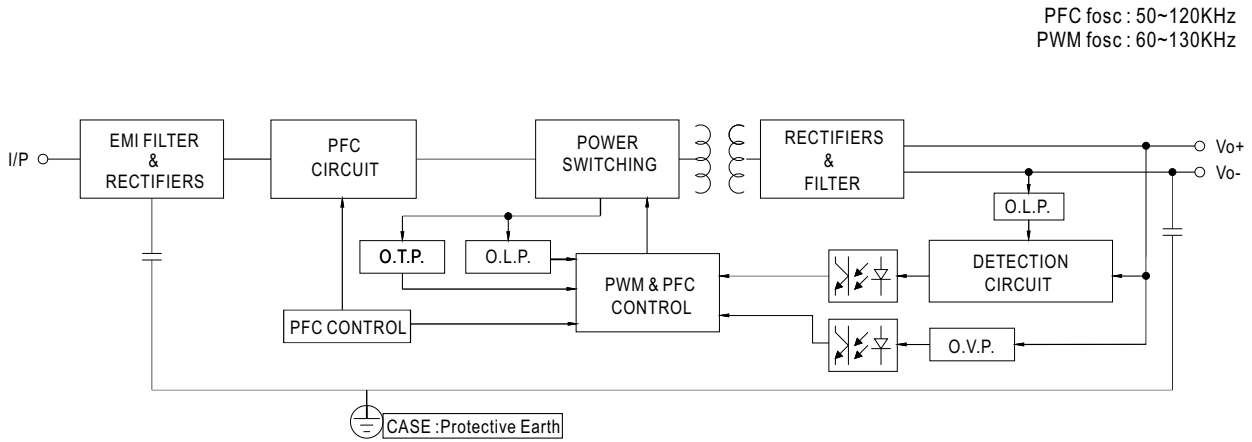 PFC fosc : 50~120KHz
PWM fosc : 60~130KHz
I/P
EMI FILTER
&
RECTIFIERS
PFC
CIRCUIT
POWER
SWITCHING
RECTIFIERS
&
FILTER
Vo+
Vo-
O.L.P.
O.T.P.
O.L.P.
PWM & PFC
CONTROL
DETECTION
CIRCUIT
PFC CONTROL
O.V.P.
CASE :Protective Earth